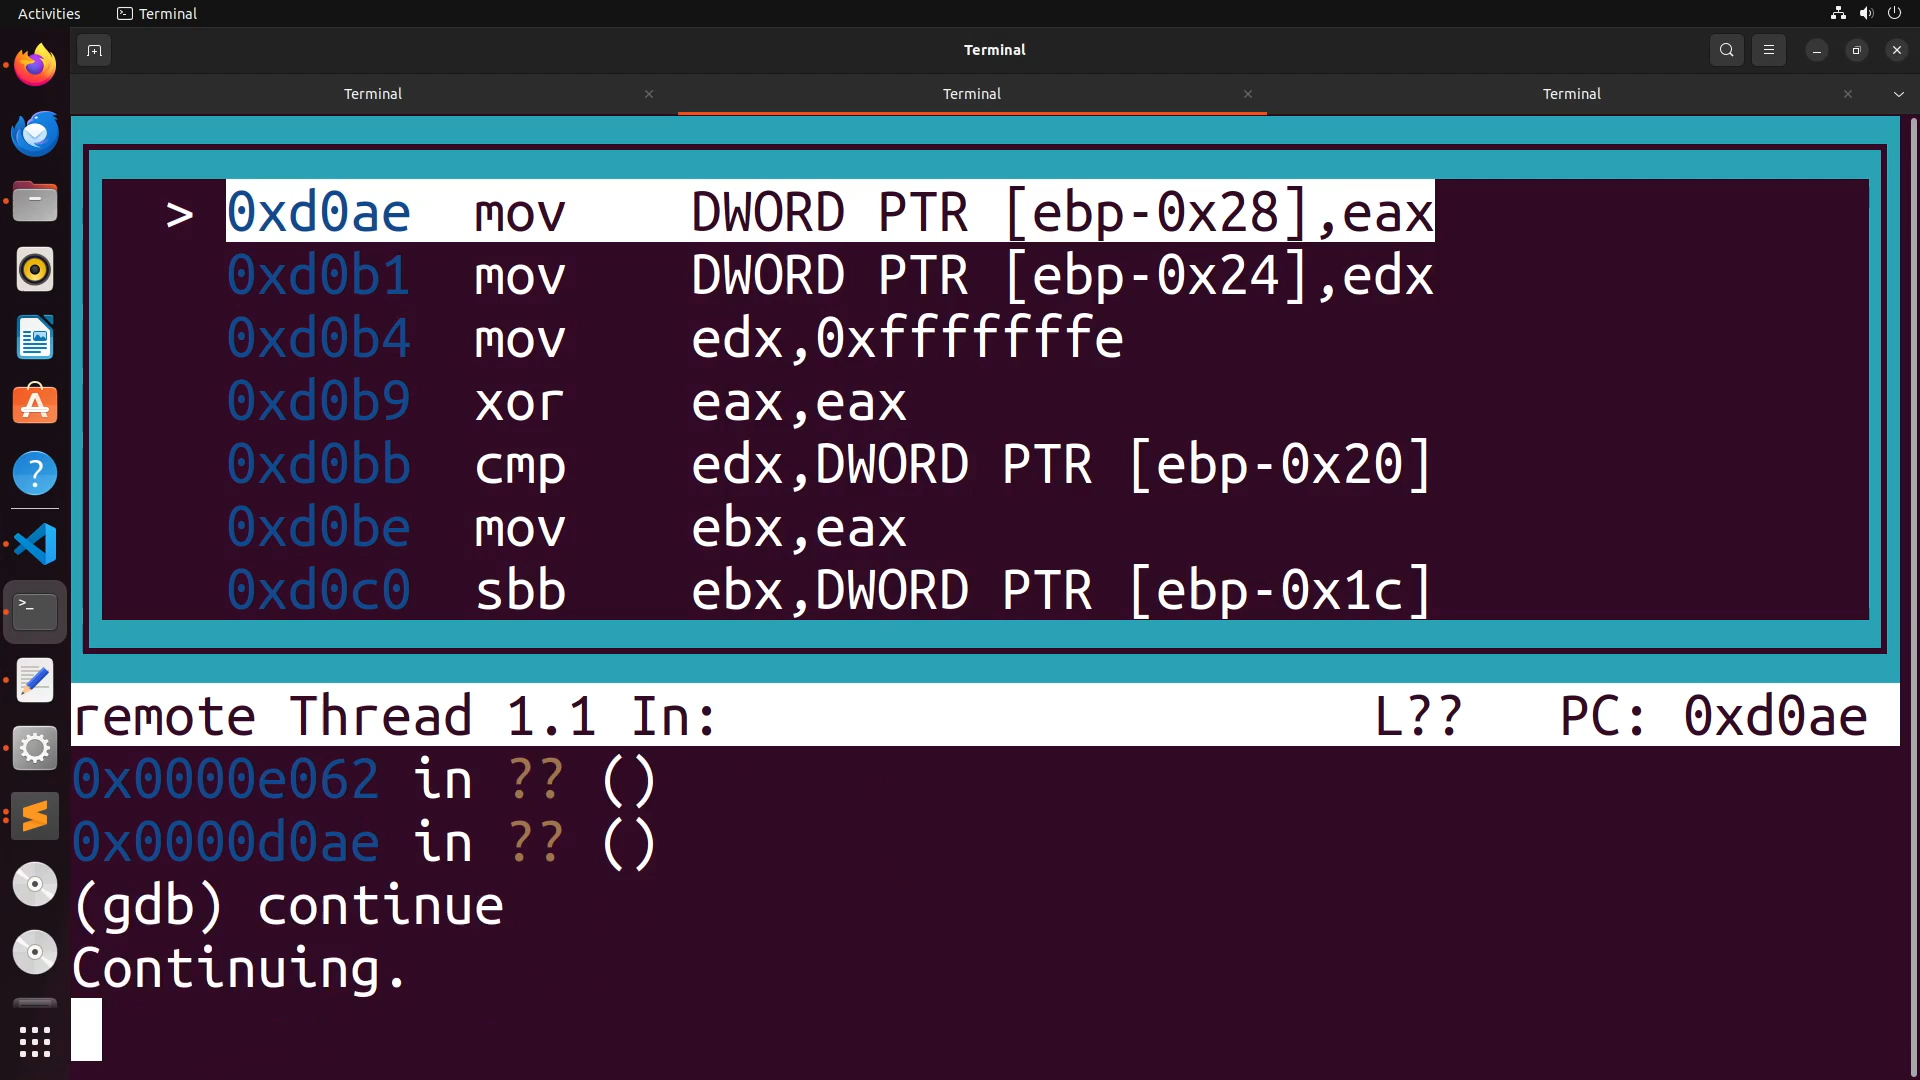 Activities Terminal
Terminal
Terminal Terminal Terminal
> 0xd0ae mov DWORD PTR [ebp-0x28],eax
0xd0b1 mov DWORD PTR [ebp-0x24],edx
0xd0b4 mov edx,0xfffffffe
0xd0b9 xor eax,eax
0xd0bb cmp edx,DWORD PTR [ebp-0x20]
0xd0be mov ebx,eax
0xd0c0 sbb ebx,DWORD PTR [ebp-0x1c]
remote Thread 1.1 In: L?? PC: 0xd0ae
0x0000e062 in ?? ()
0x0000d0ae in ?? ()
(gdb) continue
Continuing.